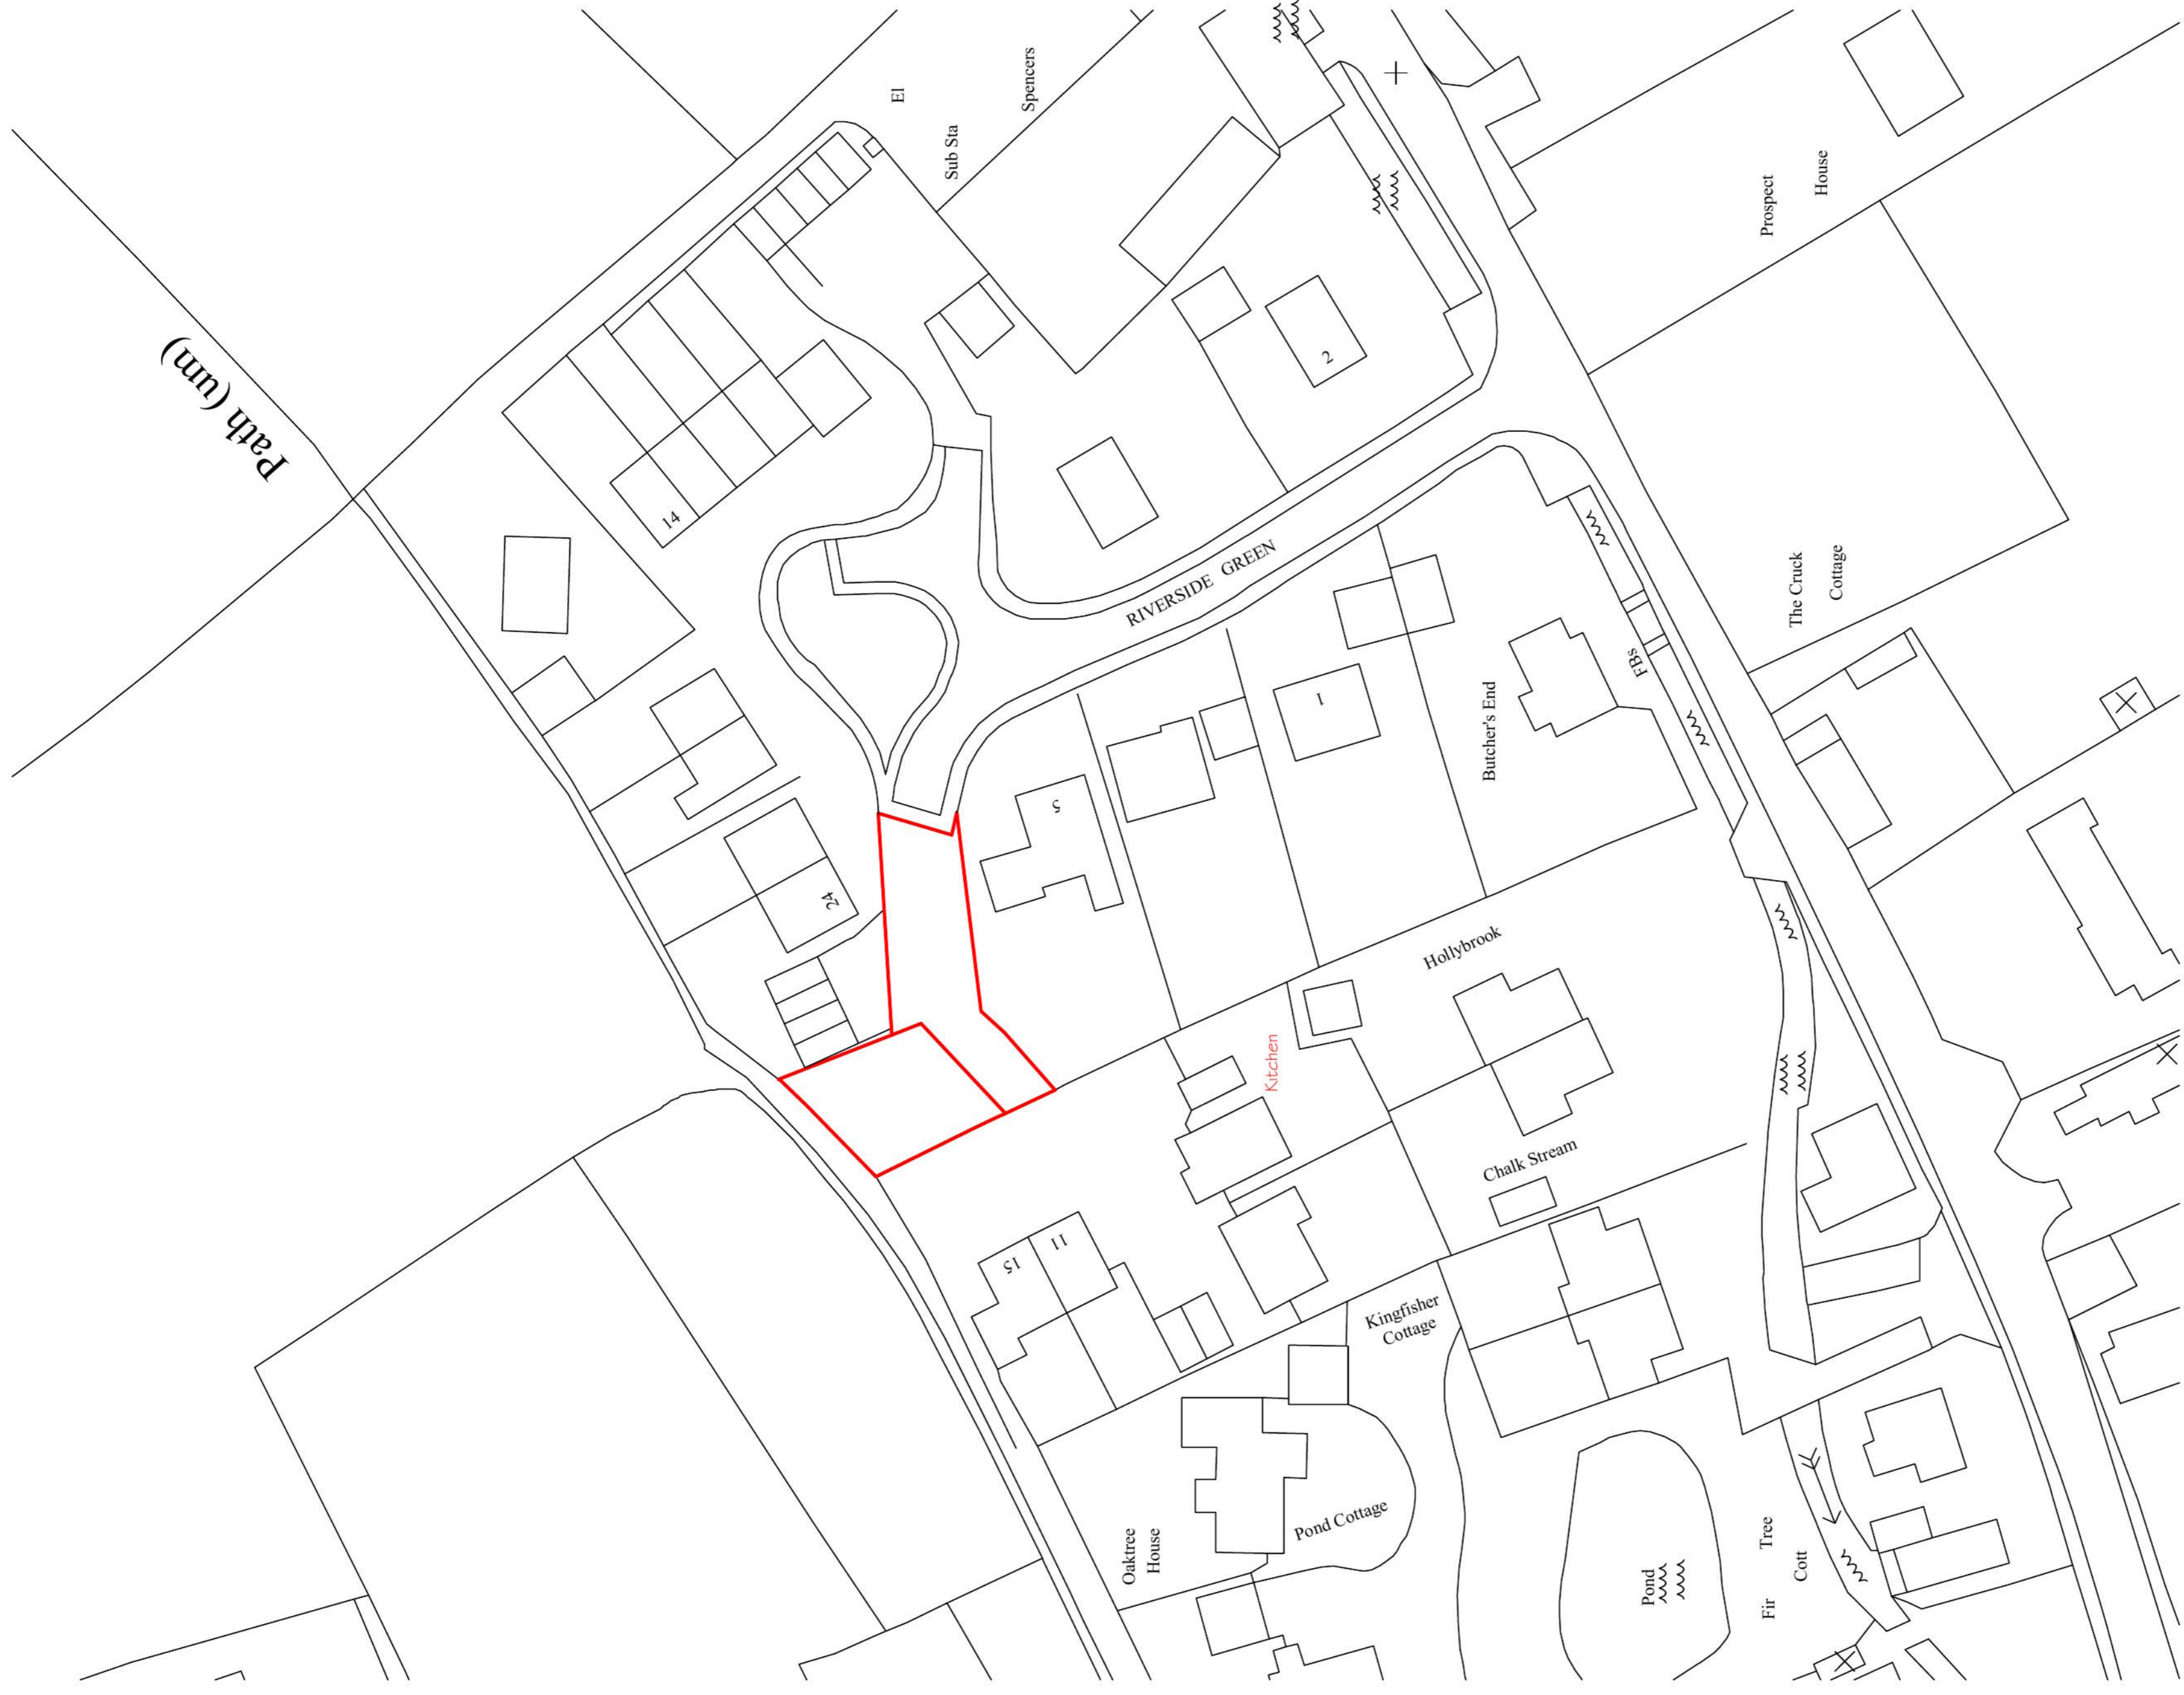 El
Spencers
Sub Sta
Prospect
House
Path (um)
2
14
RIVERSIDE GREEN
The Cruck
Cottage
FBs
1
Butcher's End
5
24
Hollybrook
Kitchen
Chalk Stream
15
11
Kingfisher
Cottage
Pond Cottage
Oaktree
House
Pond
Fir Tree
Cott